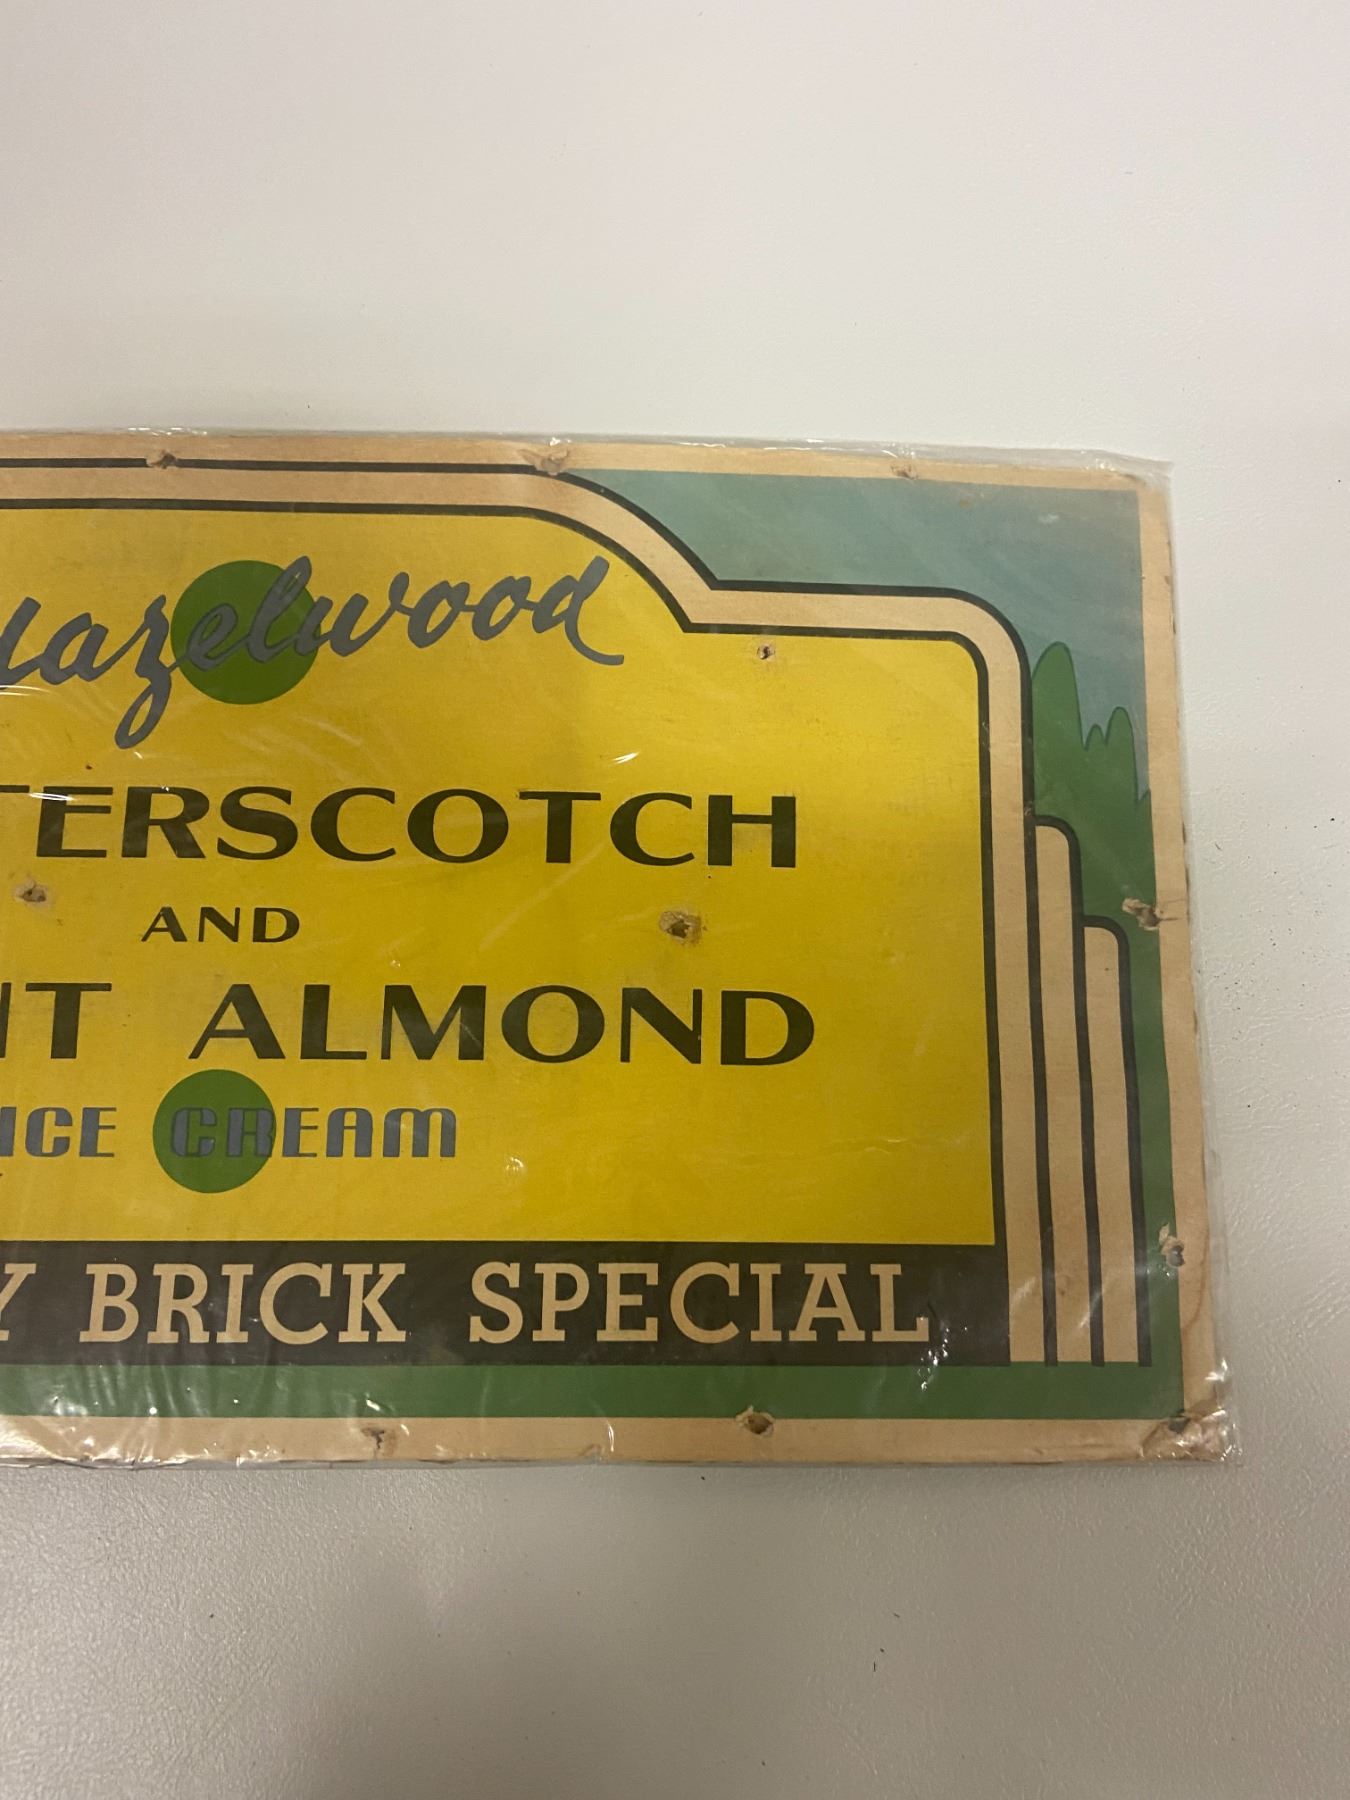 Hazelwood
TERSCOTCH
AND
NT ALMOND
ICE CREAM
Y BRICK SPECIAL